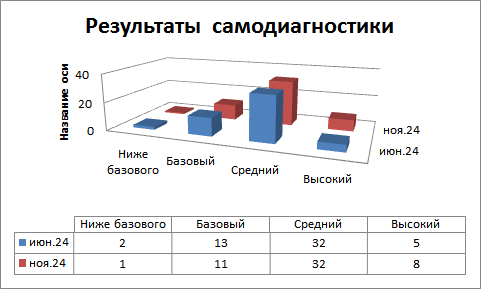 Результаты самодиагностики
Название оси
40
20
0
Ниже базового
Базовый
Средний
Высокий
ноя.24
июн.24
Ниже базового Базовый Средний Высокий
июн.24 2 13 32 5
ноя.24 1 11 32 8